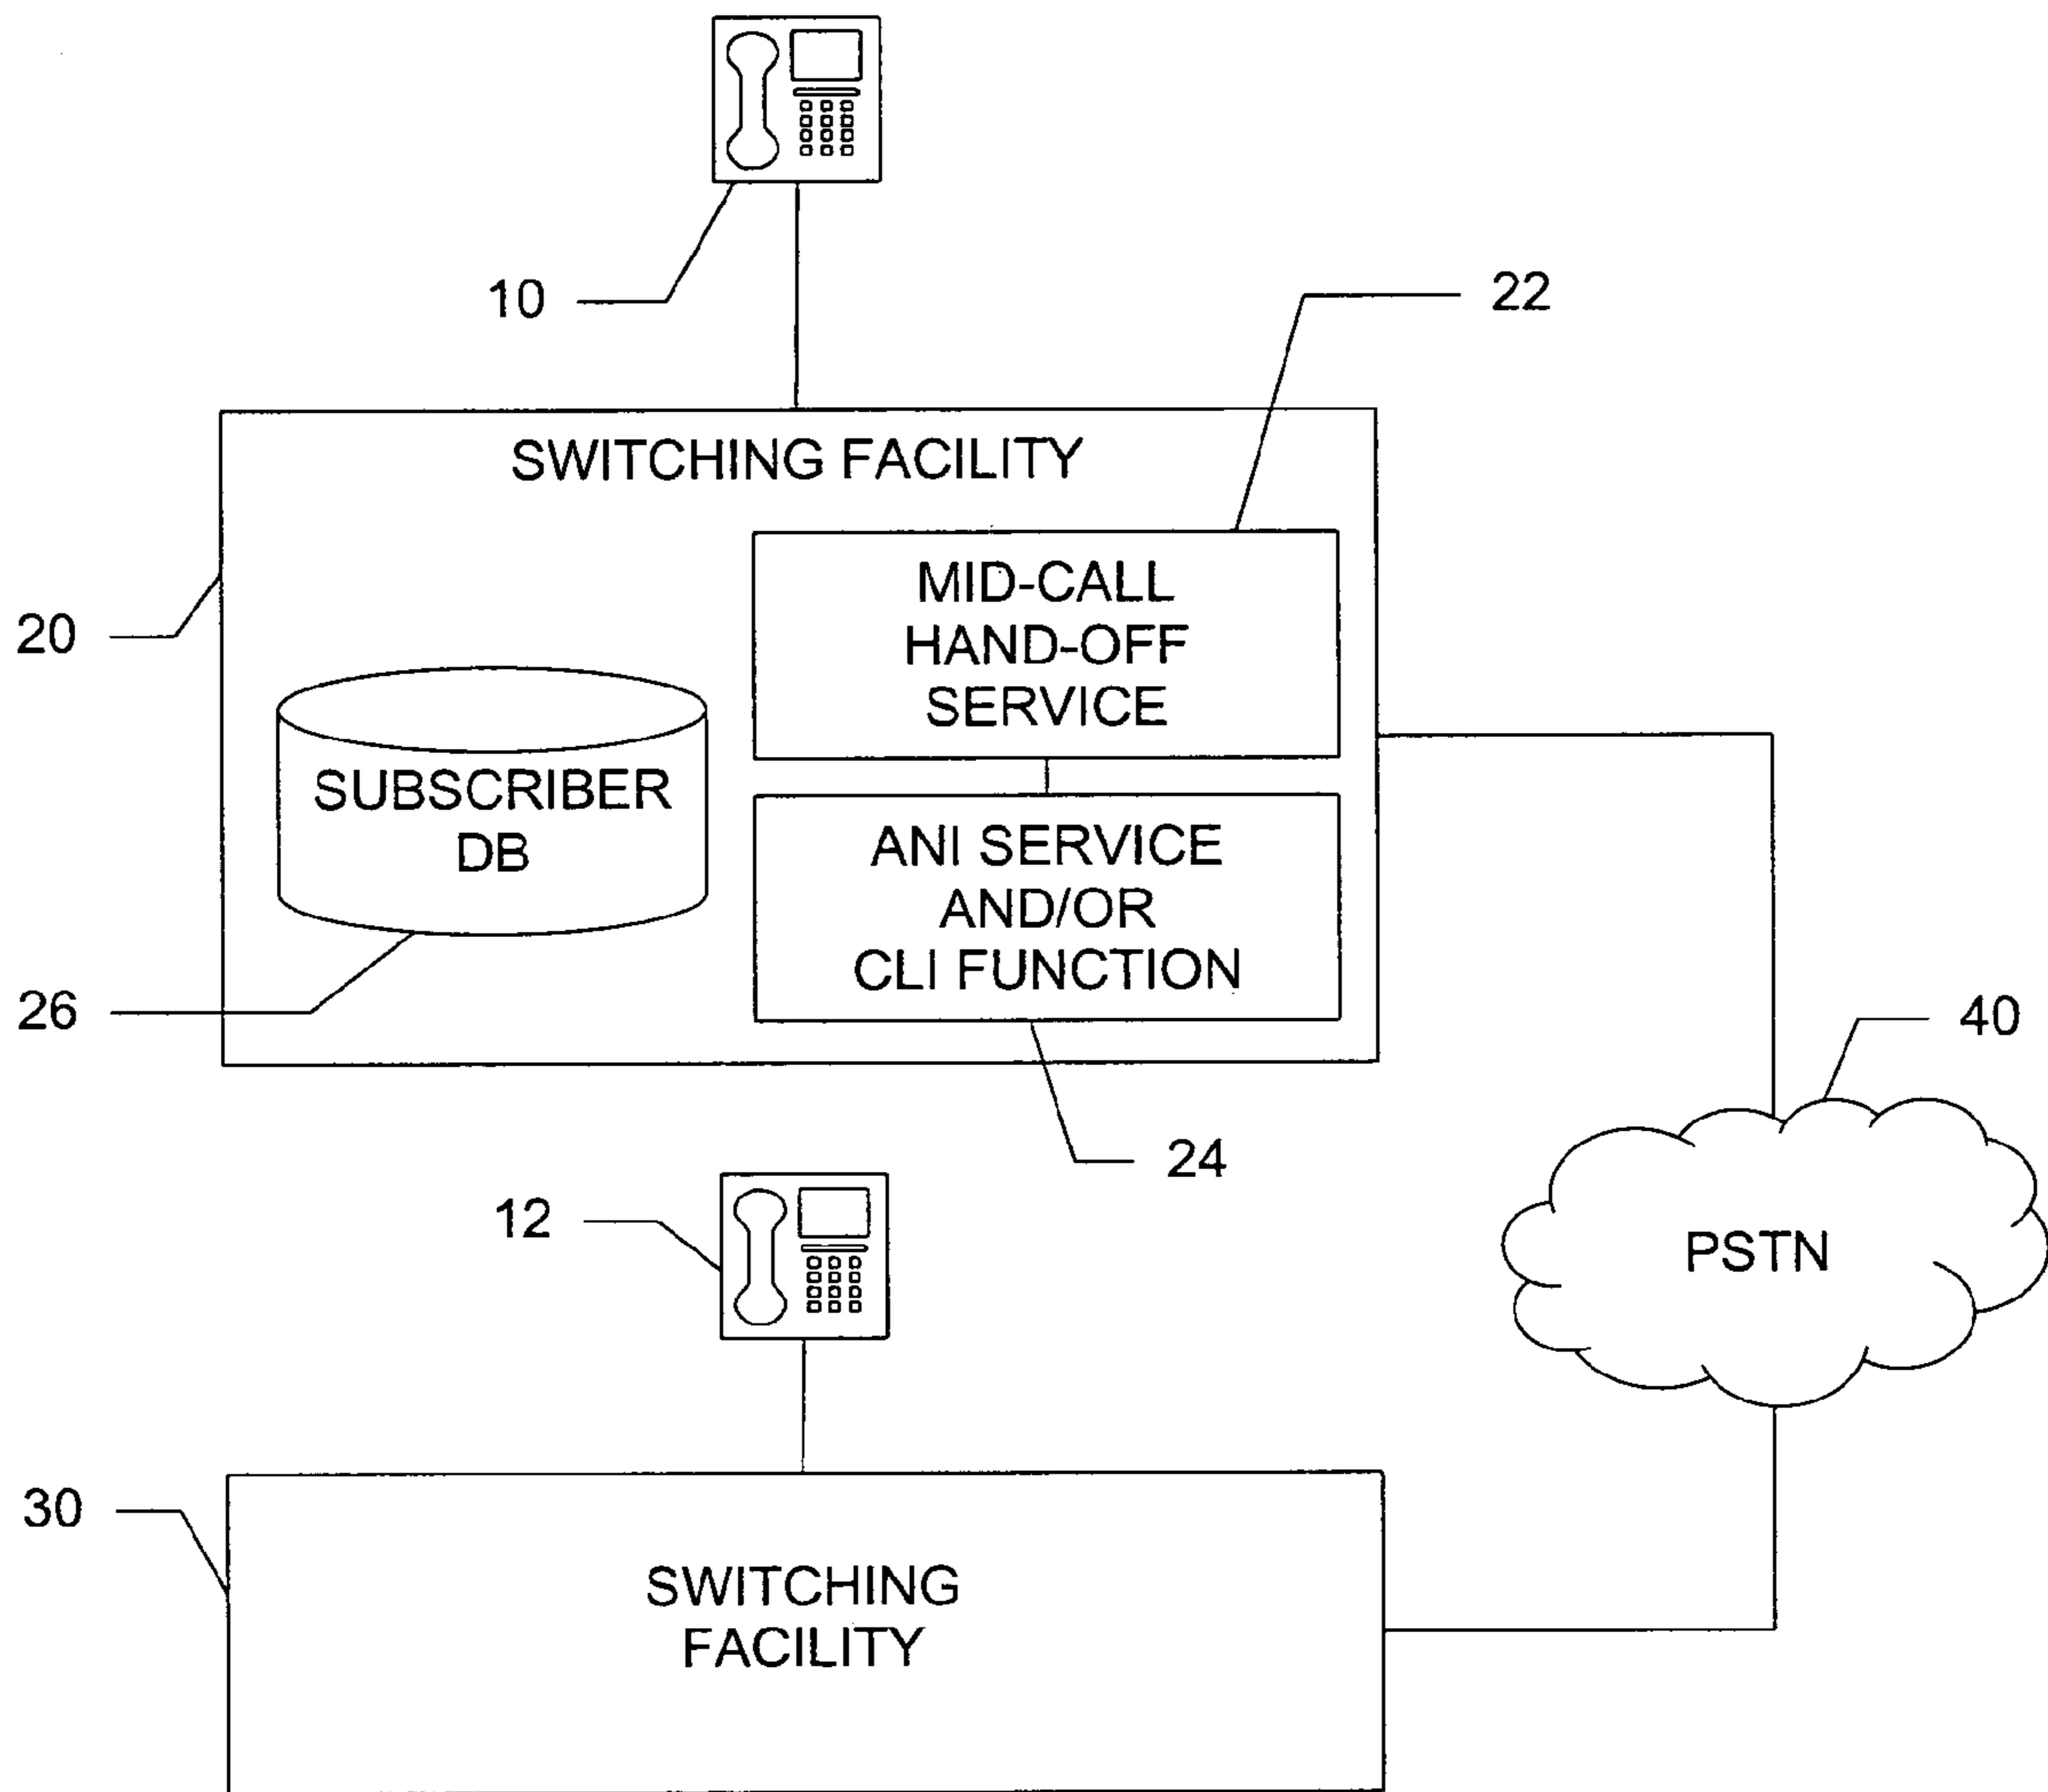 10
22
SWITCHING FACILITY
MID-CALL
HAND-OFF
SERVICE
20
SUBSCRIBER
DB
ANI SERVICE
AND/OR
CLI FUNCTION
26
40
24
12
PSTN
30
SWITCHING
FACILITY